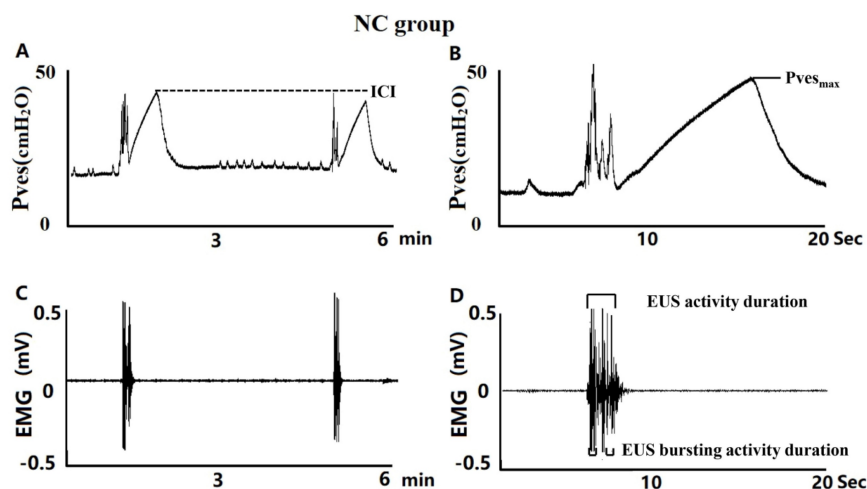 NC group
A
50
Pves(cmH₂O)
0
ICI
3
6 min
B
50
Pves(cmH₂O)
0
Pvesmax
10
20 Sec
C
0.5
EMG (mV)
0
-0.5
3
6 min
D
0.5
EMG (mV)
0
-0.5
EUS activity duration
EUS bursting activity duration
10
20 Sec